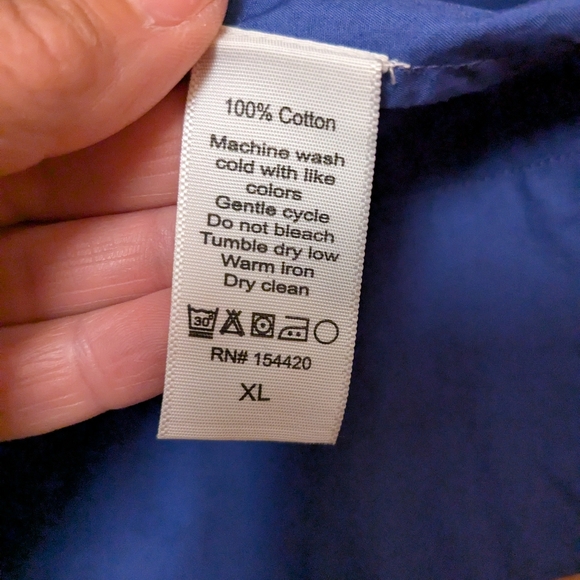 100% Cotton
Machine wash
cold with like
colors
Gentle cycle
Do not bleach
Tumble dry low
Warm iron
Dry clean
30°
RN# 154420
XL